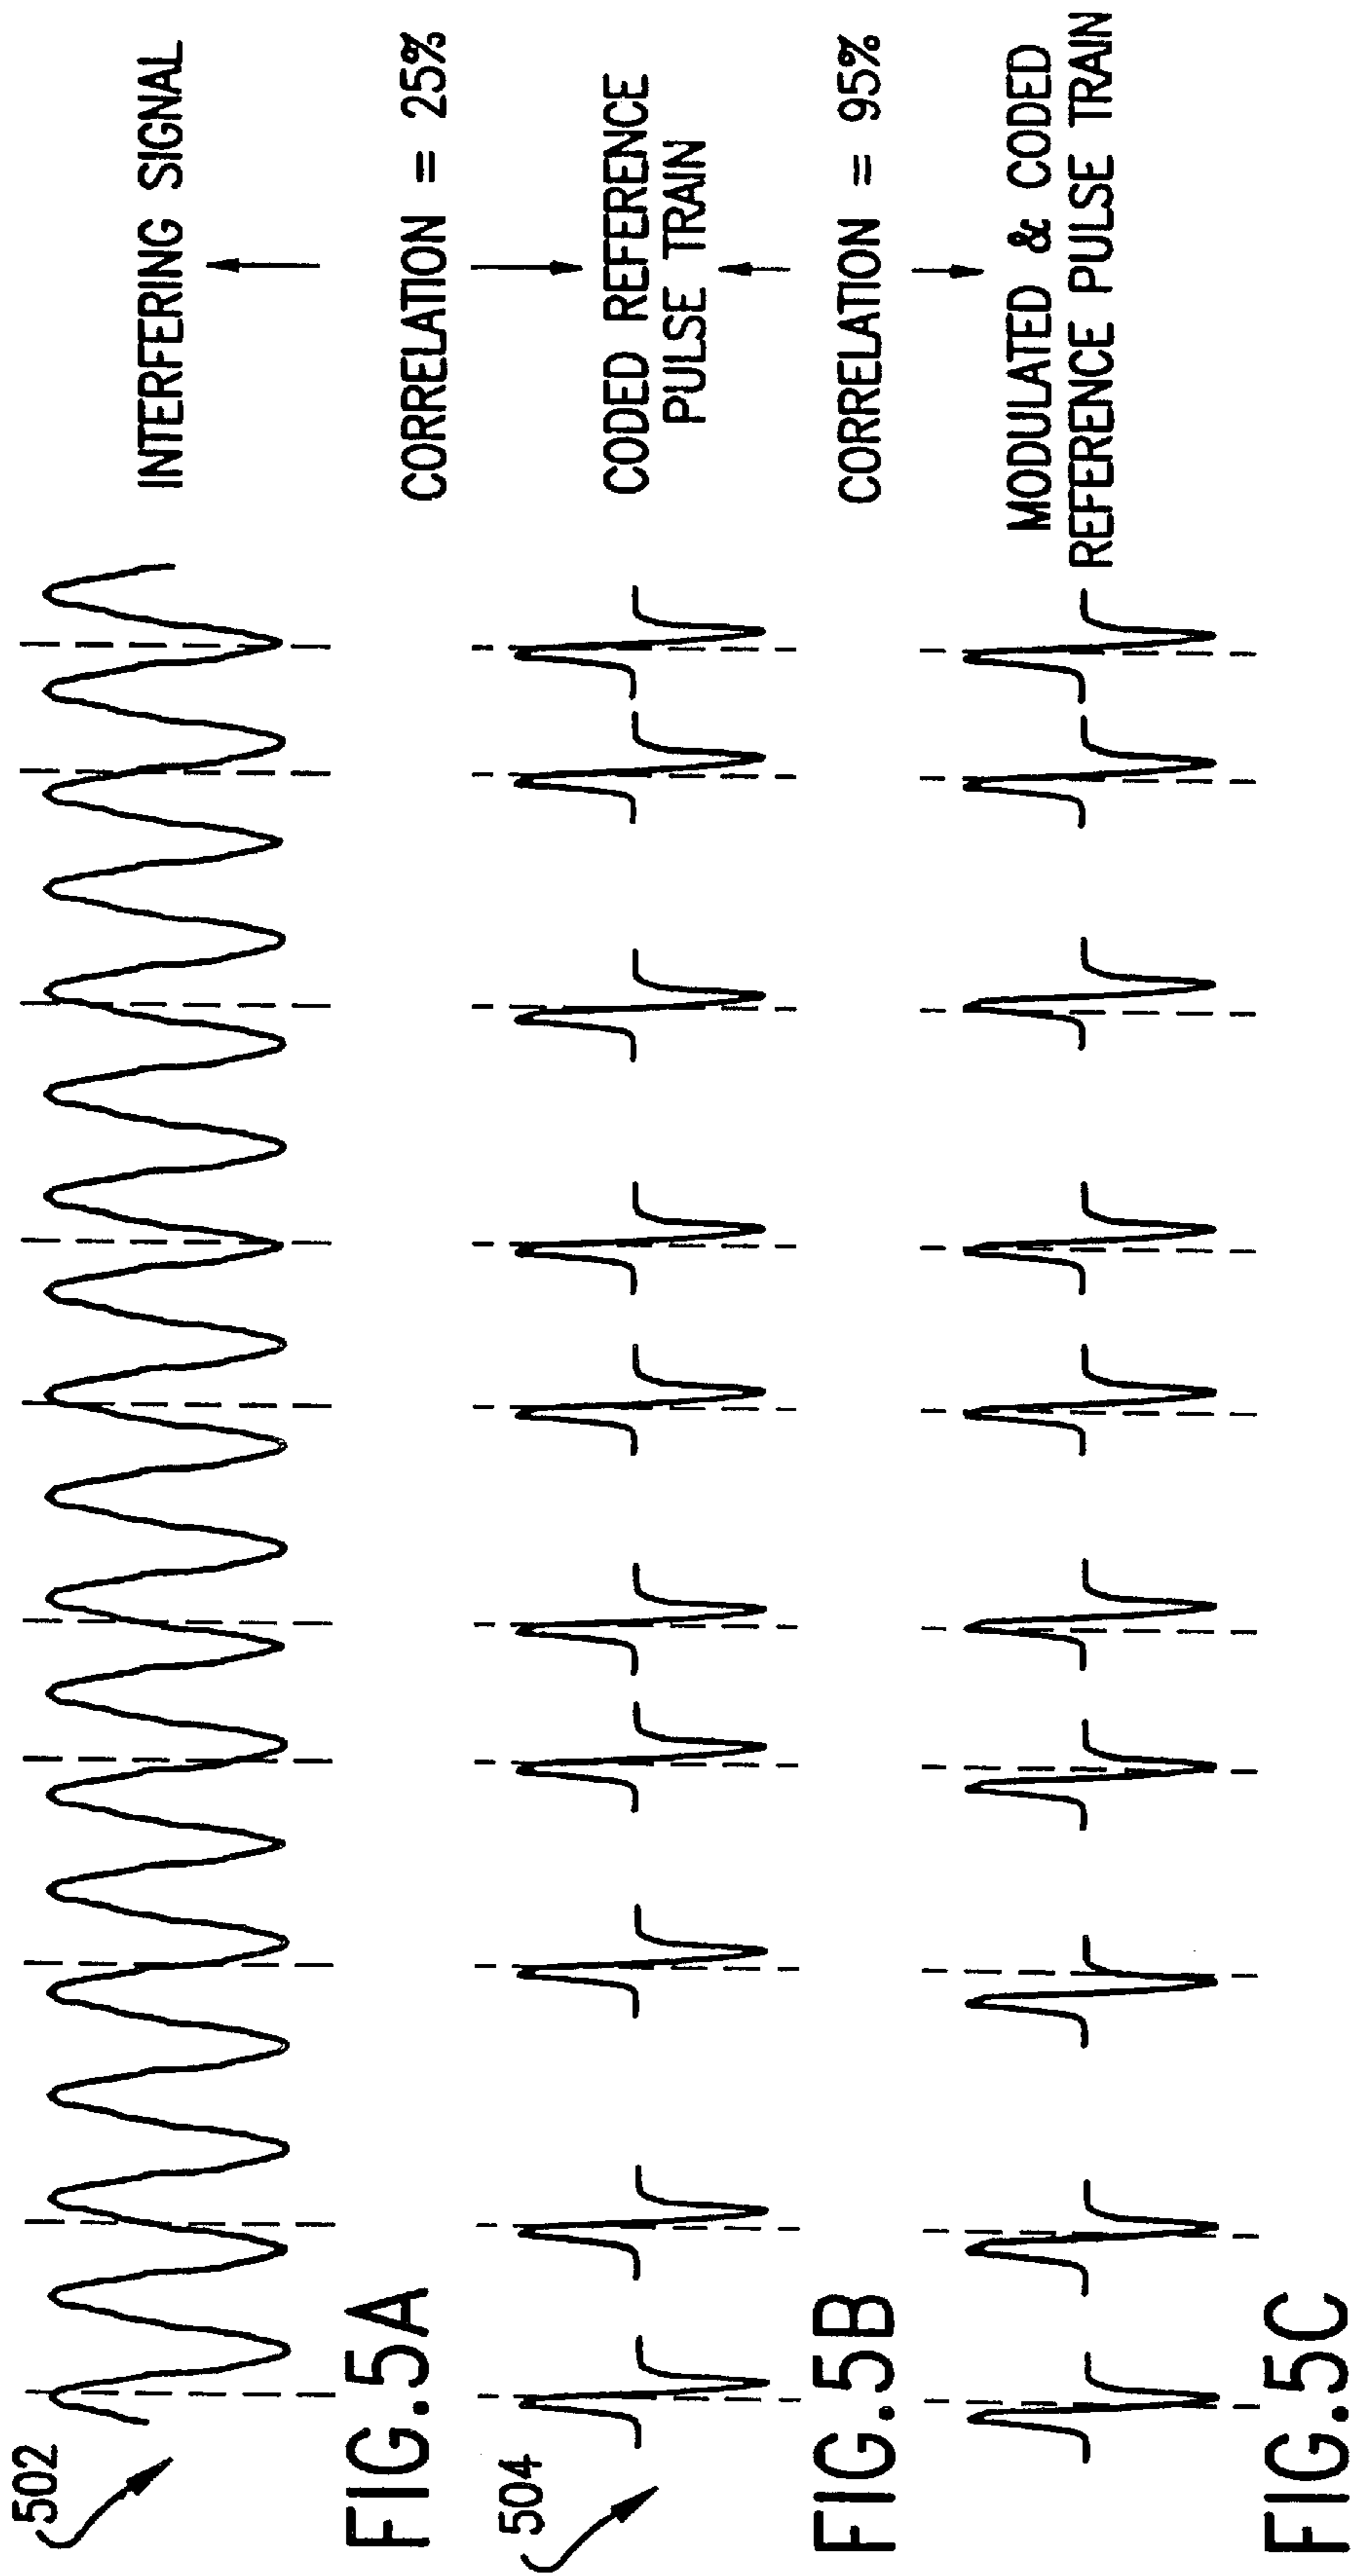 502
INTERFERING SIGNAL
FIG.5A
CORRELATION = 25%
504
CODED REFERENCE
PULSE TRAIN
FIG.5B
CORRELATION = 95%
MODULATED & CODED
REFERENCE PULSE TRAIN
FIG.5C